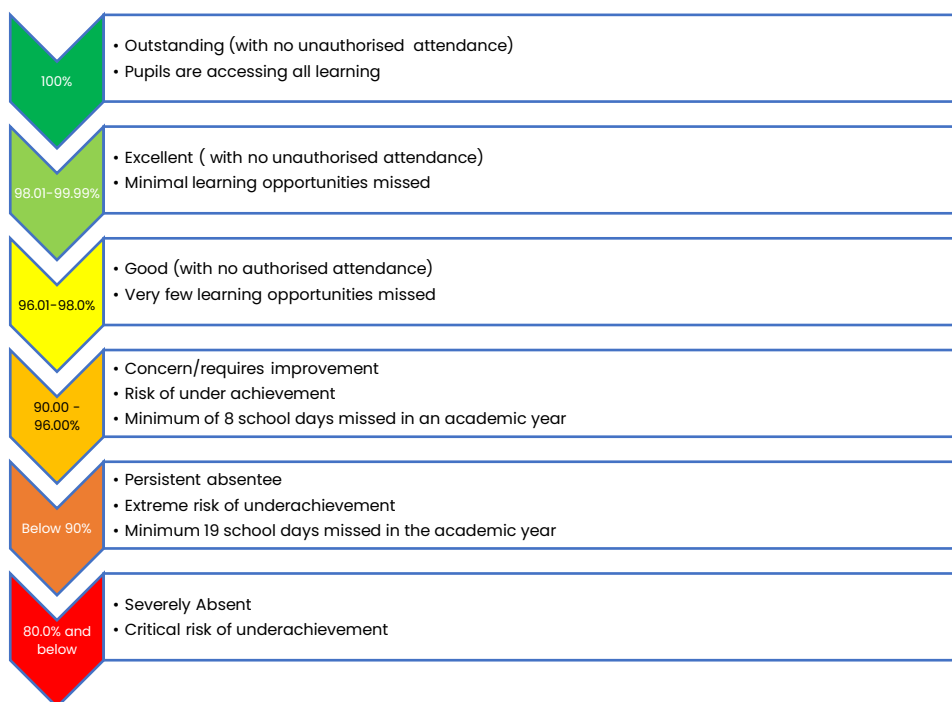 100%
• Outstanding (with no unauthorised attendance)
• Pupils are accessing all learning
98.01-99.99%
• Excellent ( with no unauthorised attendance)
• Minimal learning opportunities missed
96.01-98.0%
• Good (with no authorised attendance)
• Very few learning opportunities missed
90.00 -
96.00%
• Concern/requires improvement
• Risk of under achievement
• Minimum of 8 school days missed in an academic year
Below 90%
• Persistent absentee
• Extreme risk of underachievement
• Minimum 19 school days missed in the academic year
80.0% and
below
• Severely Absent
• Critical risk of underachievement